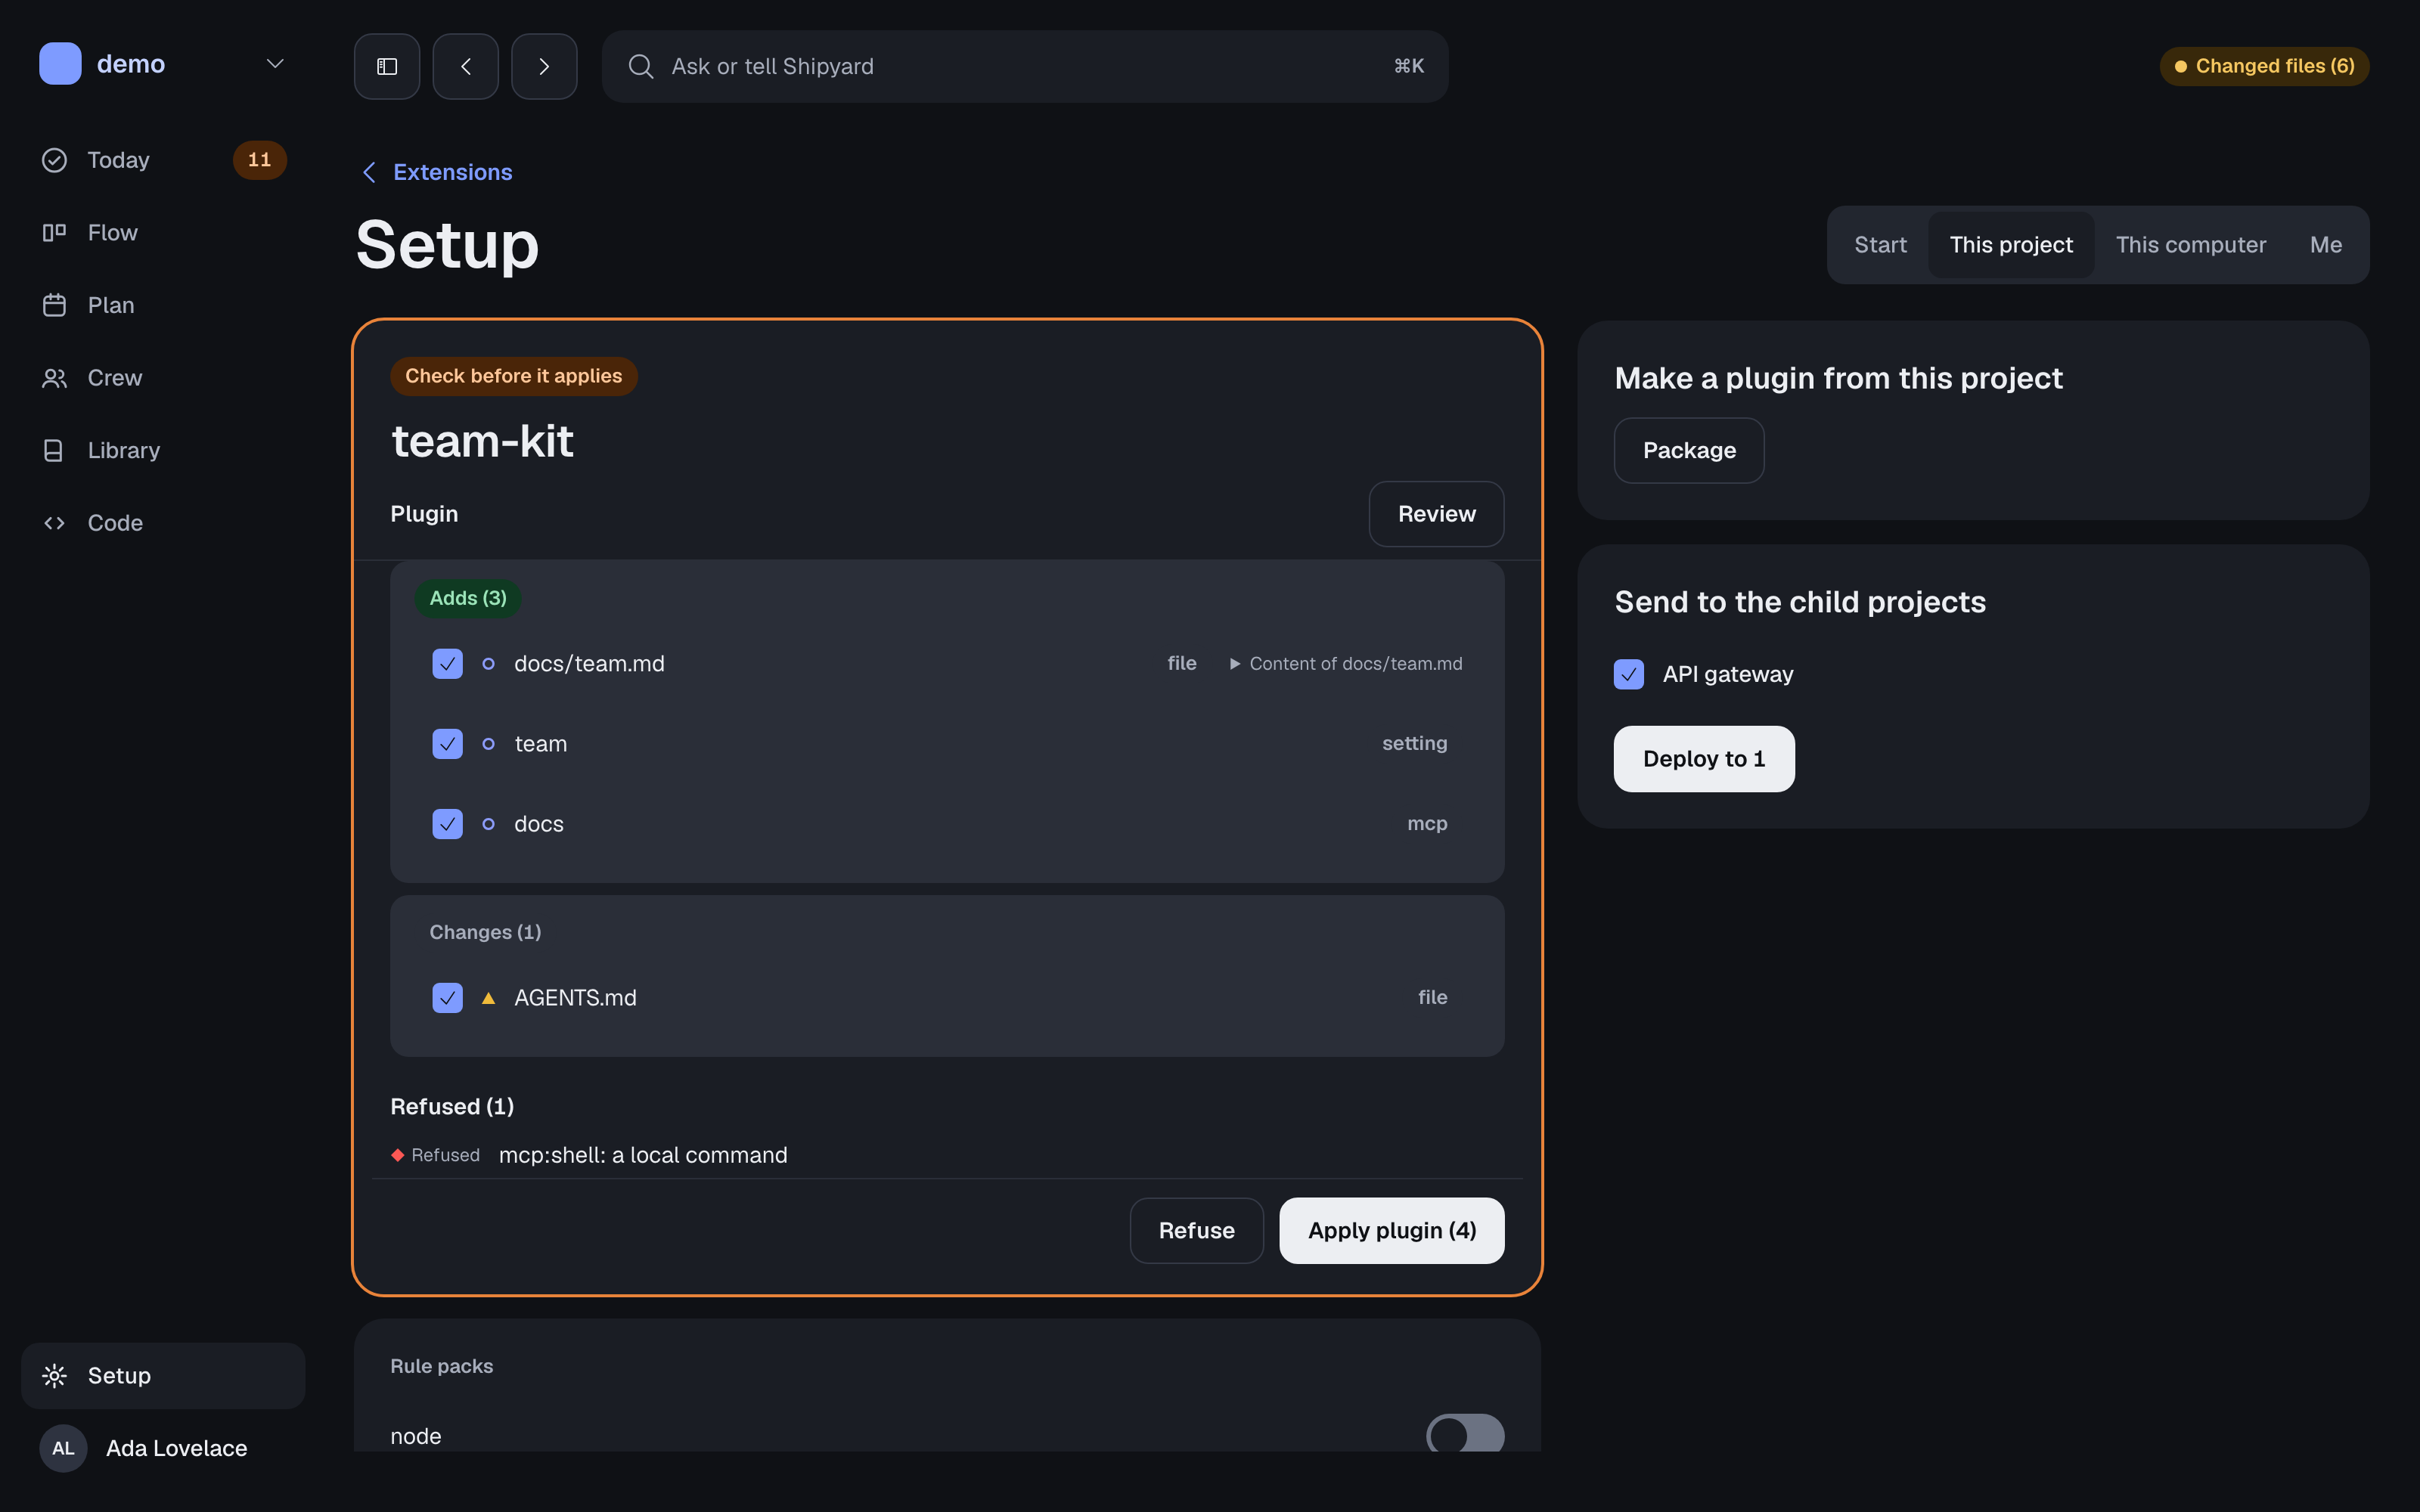 demo
Ask or tell Shipyard
⌘K
Changed files (6)
Today
11
Flow
Plan
Crew
Library
Code
Extensions
Setup
Start
This project
This computer
Me
Check before it applies
team-kit
Plugin
Review
Adds (3)
docs/team.md
file
Content of docs/team.md
team
setting
docs
mcp
Changes (1)
AGENTS.md
file
Refused (1)
Refused
mcp:shell: a local command
Refuse
Apply plugin (4)
Rule packs
node
Make a plugin from this project
Package
Send to the child projects
API gateway
Deploy to 1
Setup
AL
Ada Lovelace